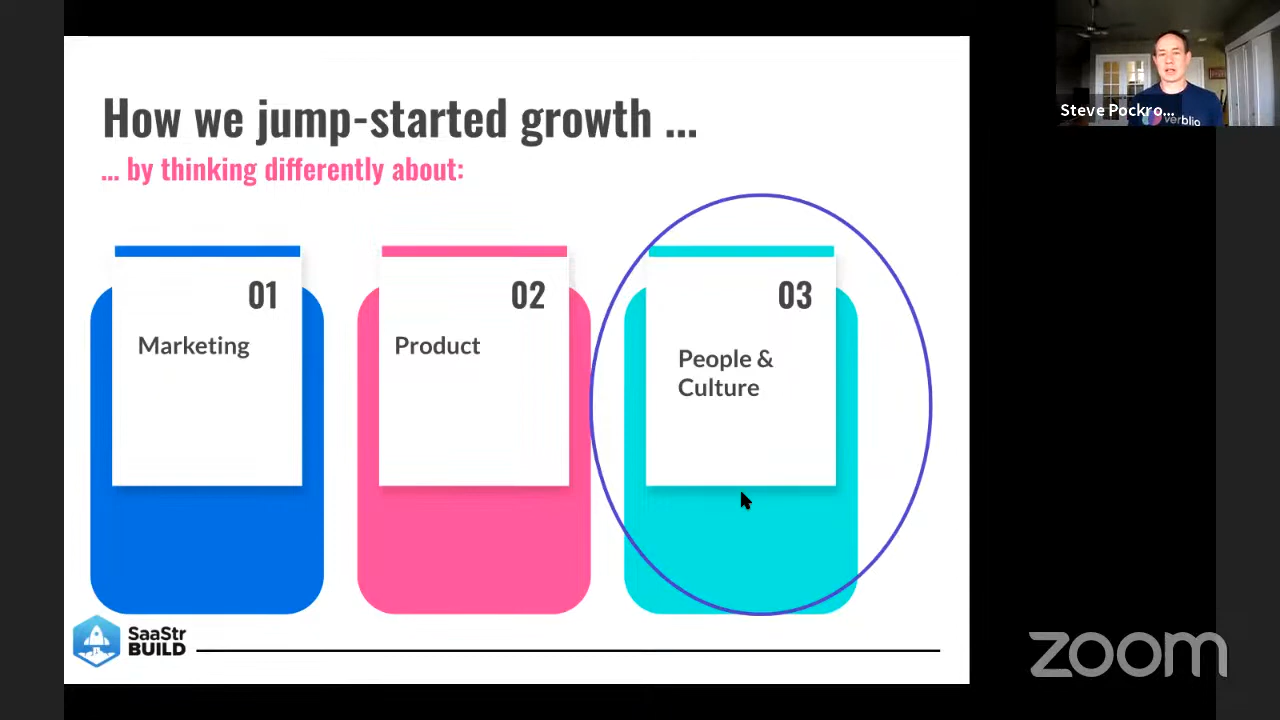 How we jump-started growth ...
... by thinking differently about:
01
Marketing
02
Product
03
People &
Culture
SaaStr
BUILD
Steve Pockro...
verblio
zoom